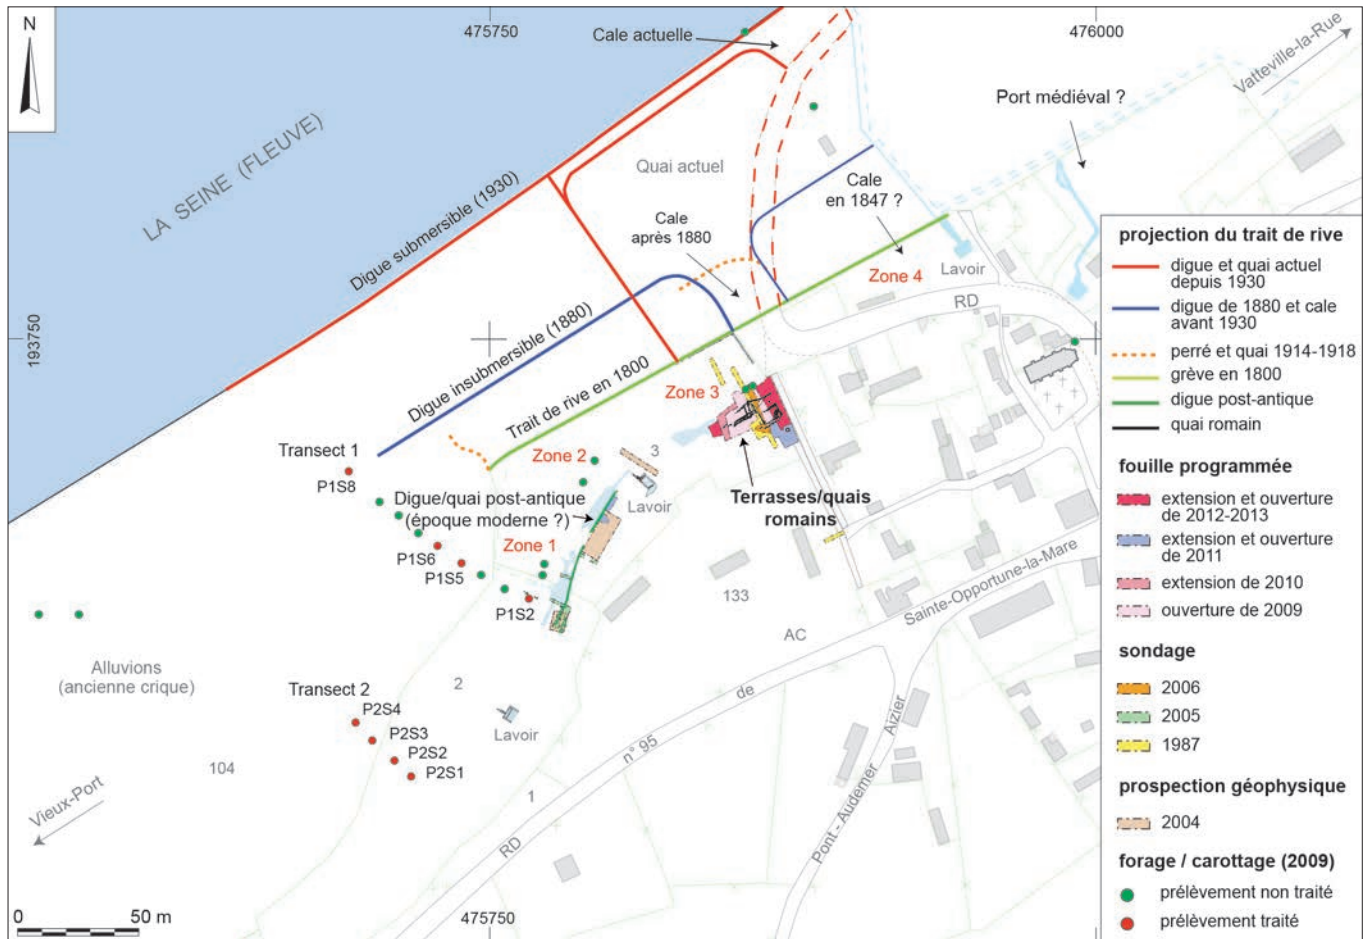 N
475750
476000
Cale actuelle
Vatteville-la-Rue
Port médiéval ?
LA SEINE (FLEUVE)
Quai actuel
Digue submersible (1930)
Cale
en 1847 ?
Cale
après 1880
Zone 4
Lavoir
RD
193750
Digue insubmersible (1880)
Trait de rive en 1800
Zone 3
Transect 1
P1S8
Zone 2
3
Lavoir
Digue/quai post-antique
(époque moderne ?)
Terrasses/quais
romains
Zone 1
P1S6
P1S5
P1S2
133
AC
Sainte-Opportune-la-Mare
Alluvions
(ancienne crique)
Transect 2
P2S4
P2S3
P2S2
P2S1
2
Lavoir
104
1
Vieux-Port
RD
n° 95
de
Pont - Audemer
Aizier
0
50 m
475750
projection du trait de rive
digue et quai actuel
depuis 1930
digue de 1880 et cale
avant 1930
perré et quai 1914-1918
grève en 1800
digue post-antique
quai romain
fouille programmée
extension et ouverture
de 2012-2013
extension et ouverture
de 2011
extension de 2010
ouverture de 2009
sondage
2006
2005
1987
prospection géophysique
2004
forage / carottage (2009)
prélèvement non traité
prélèvement traité